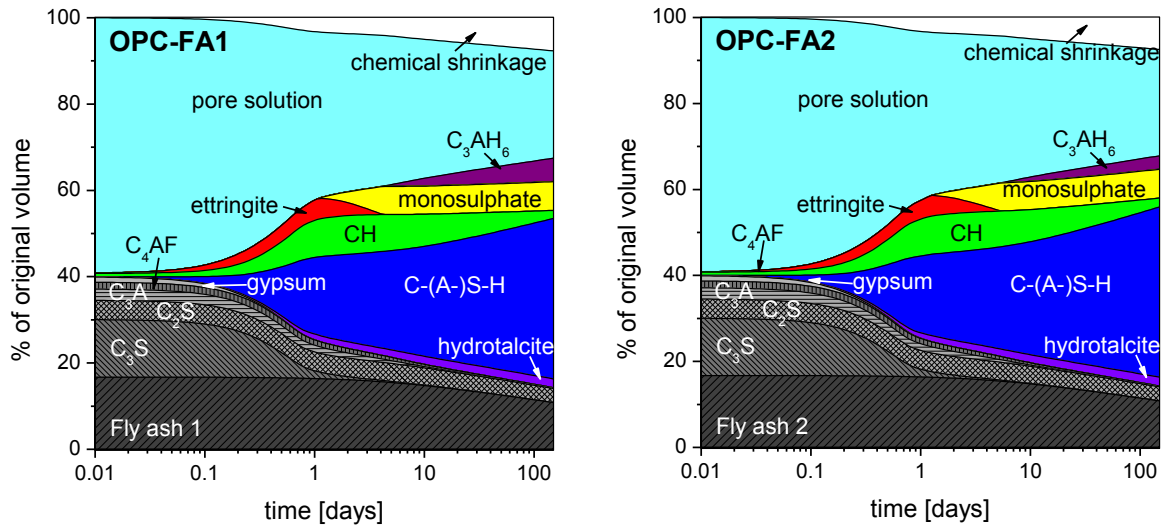 OPC-FA1
chemical shrinkage
pore solution
C₃AH₆
ettringite
monosulphate
CH
C₄AF
gypsum
C-(A-)S-H
C₃A
C₂S
C₃S
hydrotalcite
Fly ash 1
% of original volume
100
80
60
40
20
0
0.01
0.1
1
10
100
time [days]
OPC-FA2
chemical shrinkage
pore solution
C₃AH₆
ettringite
monosulphate
CH
C₄AF
gypsum
C-(A-)S-H
C₃A
C₂S
C₃S
hydrotalcite
Fly ash 2
% of original volume
100
80
60
40
20
0
0.01
0.1
1
10
100
time [days]